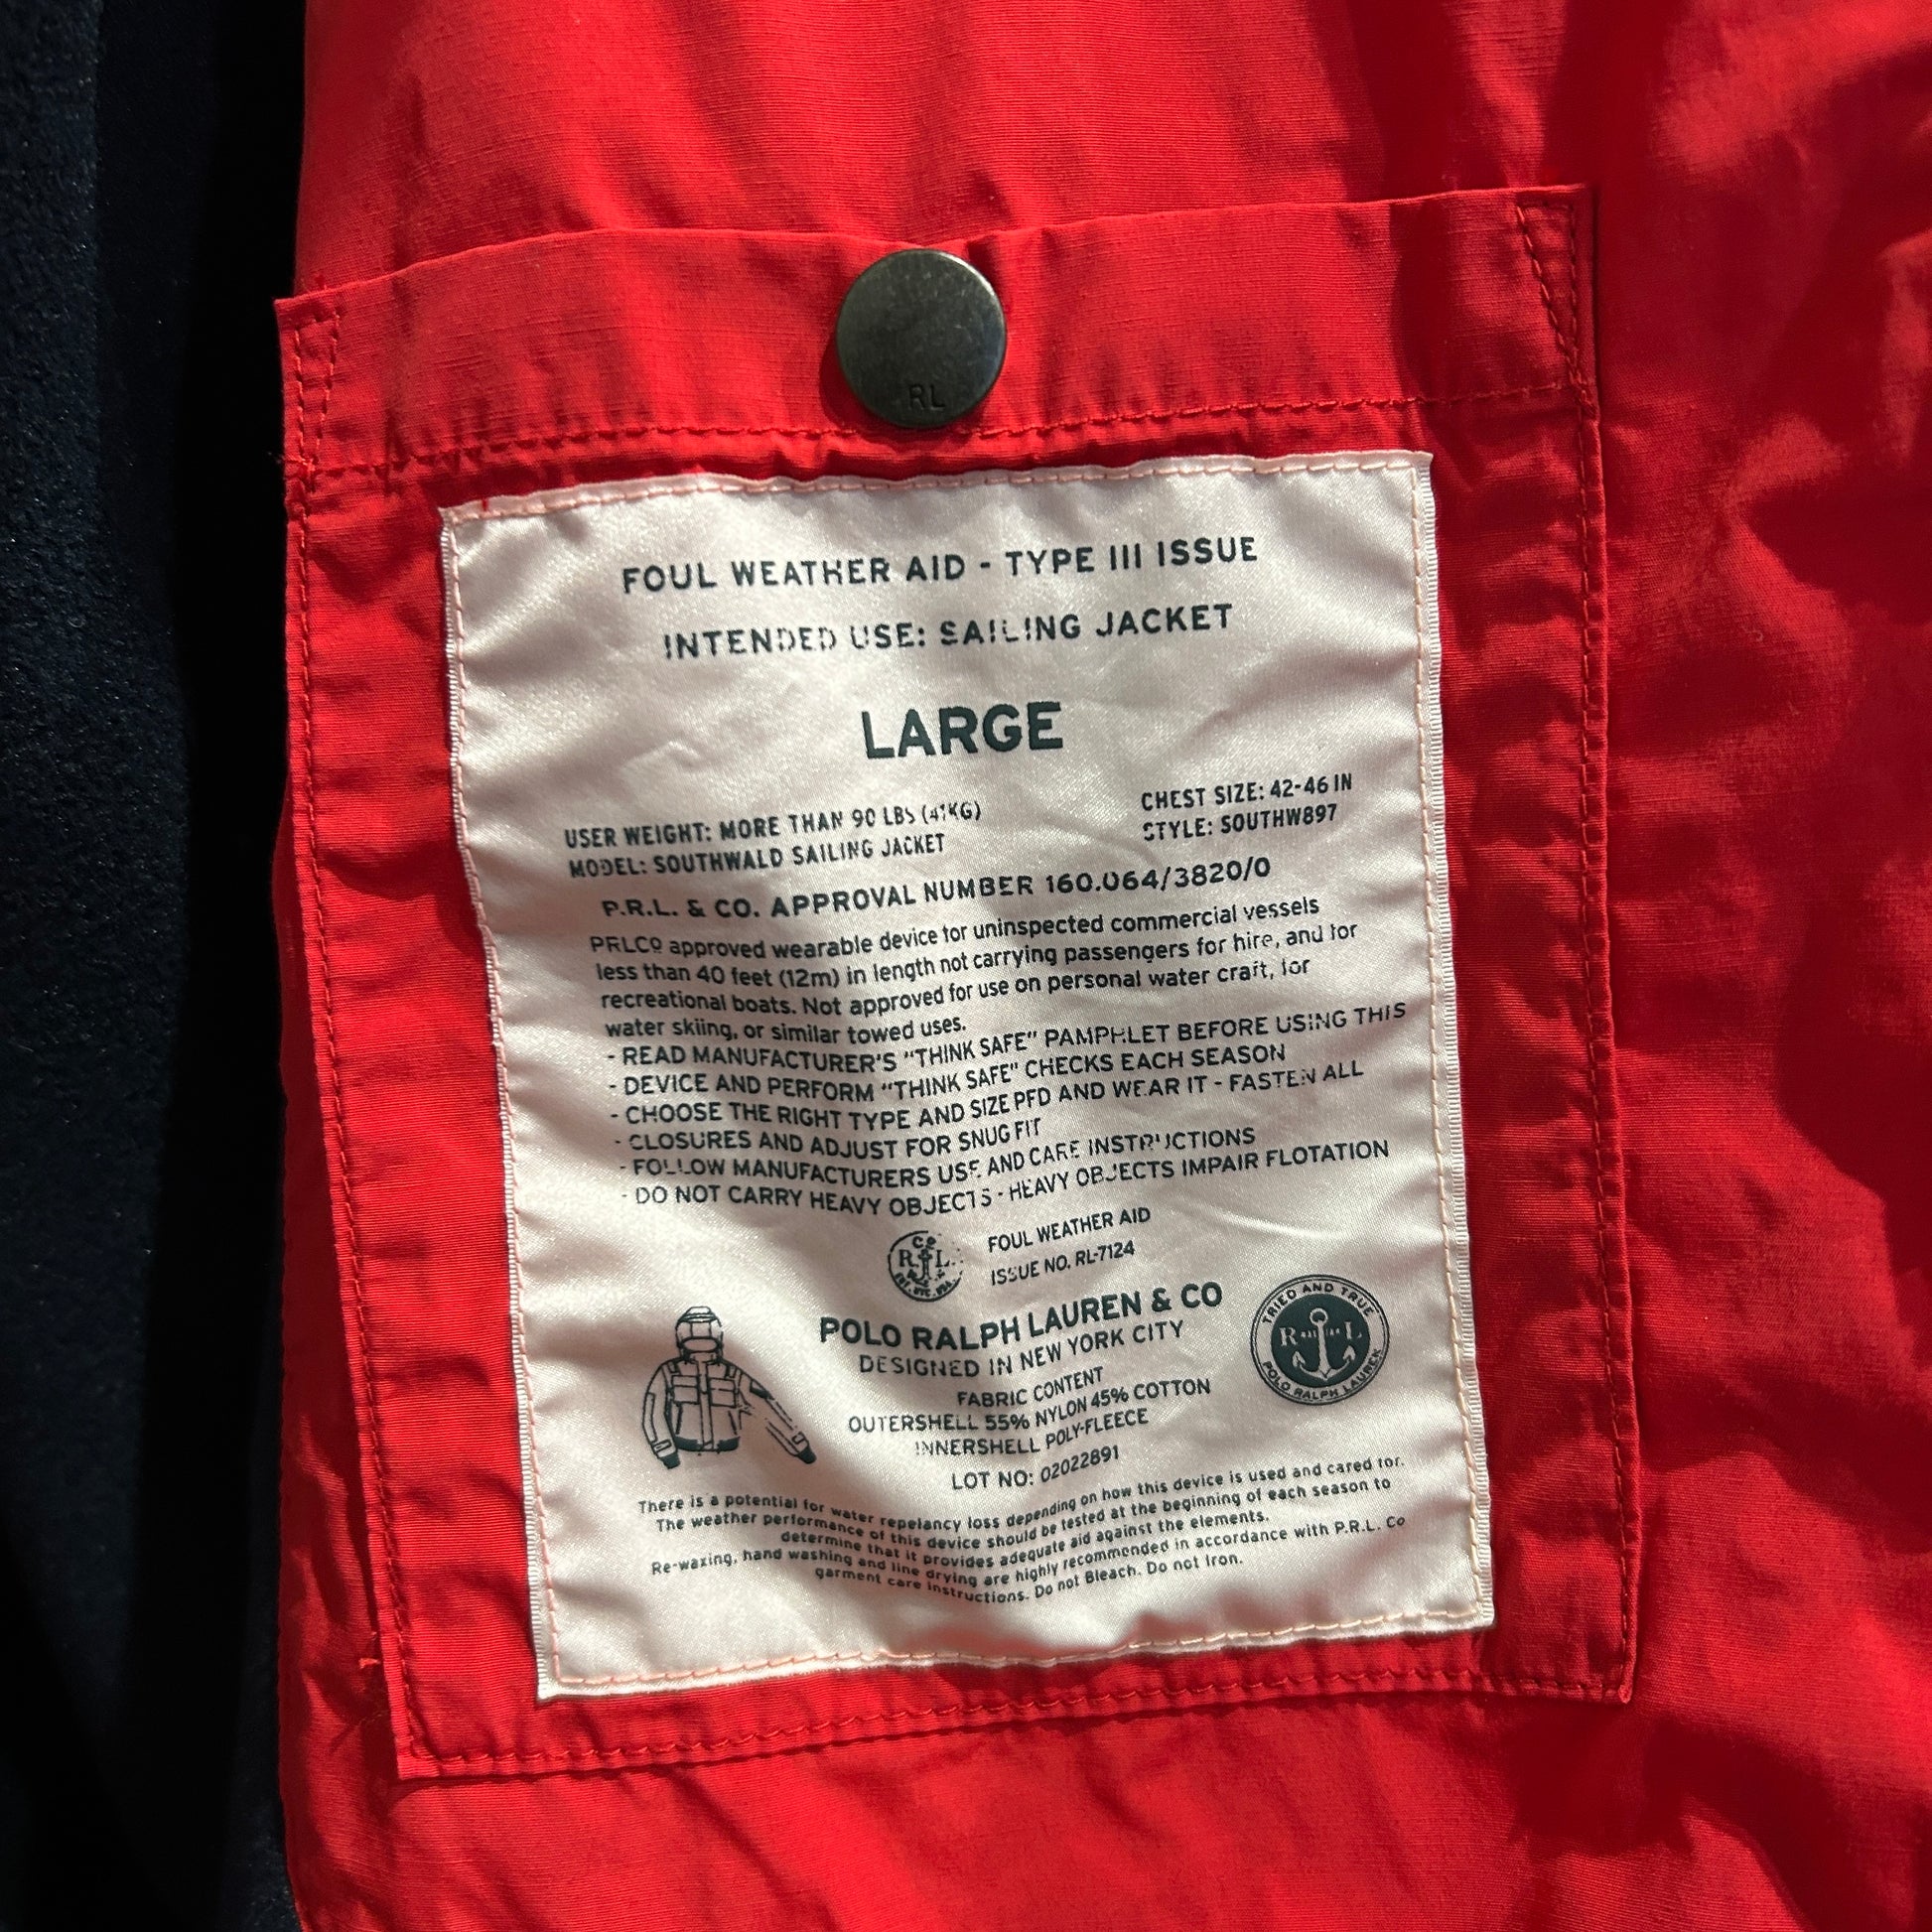 RL
FOUL WEATHER AID - TYPE III ISSUE
INTENDED USE: SAILING JACKET
LARGE
USER WEIGHT: MORE THAN 90 LBS (41KG)
CHEST SIZE: 42-46 IN
MODEL: SOUTHWALD SAILING JACKET
STYLE: SOUTHW897
P.R.L. & CO. APPROVAL NUMBER 160.064/3820/0
PRLCo approved wearable device for uninspected commercial vessels
less than 40 feet (12m) in length not carrying passengers for hire, and for
recreational boats. Not approved for use on personal water craft, for
water skiing, or similar towed uses.
- READ MANUFACTURER'S "THINK SAFE" PAMPHLET BEFORE USING THIS
- DEVICE AND PERFORM "THINK SAFE" CHECKS EACH SEASON
- CHOOSE THE RIGHT TYPE AND SIZE PFD AND WEAR IT - FASTEN ALL
- CLOSURES AND ADJUST FOR SNUG FIT
- FOLLOW MANUFACTURERS USE AND CARE INSTRUCTIONS
- DO NOT CARRY HEAVY OBJECTS - HEAVY OBJECTS IMPAIR FLOTATION
Co
R L
FOUL WEATHER AID
ISSUE NO. RL-7124
POLO RALPH LAUREN & CO
DESIGNED IN NEW YORK CITY
TRIED AND TRUE
R L
POLO RALPH LAUREN
FABRIC CONTENT
OUTERSHELL 55% NYLON 45% COTTON
INNERSHELL POLY-FLEECE
LOT NO: 02022891
There is a potential for water repelancy loss depending on how this device is used and cared for.
The weather performance of this device should be tested at the beginning of each season to
determine that it provides adequate aid against the elements.
Re-waxing, hand washing and line drying are highly recommended in accordance with P.R.L. Co
garment care instructions. Do not Bleach. Do not Iron.